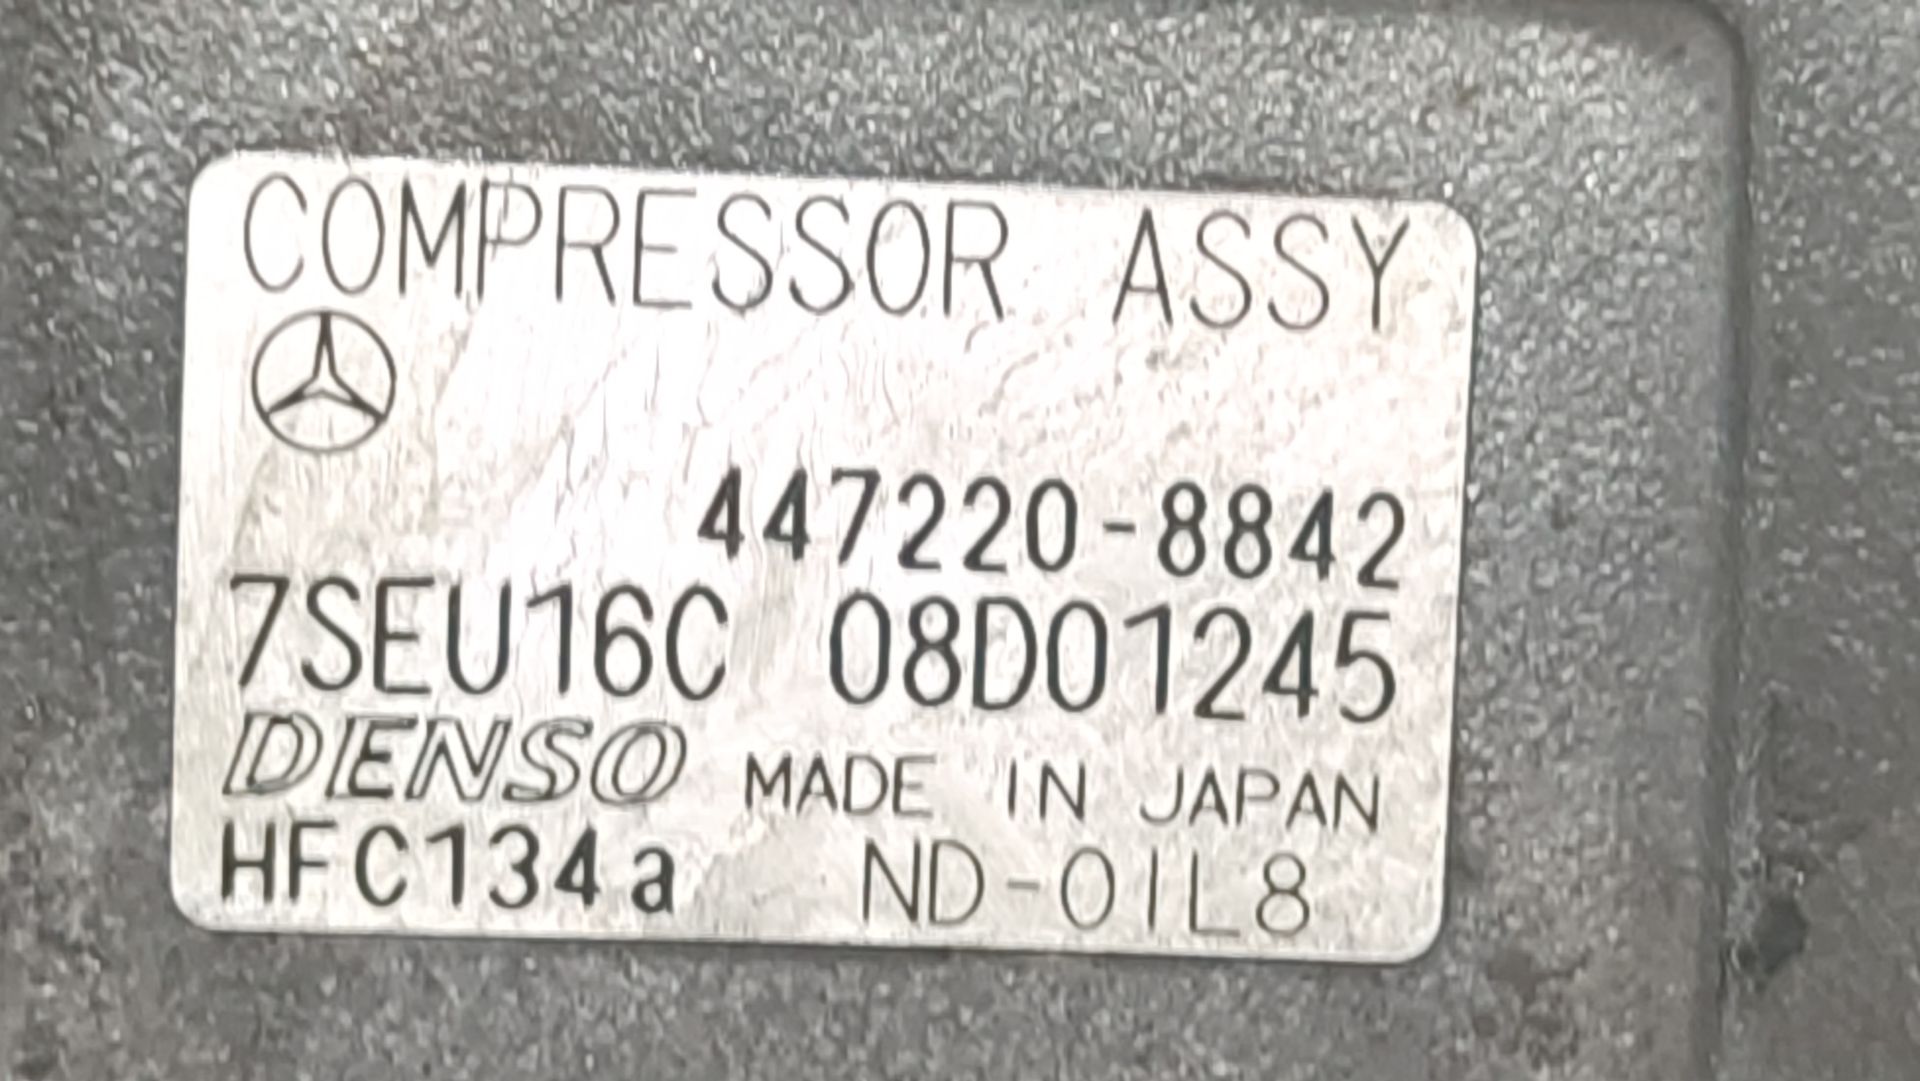 COMPRESSOR ASSY
447220-8842
7SEU16C 08D01245
DENSO MADE IN JAPAN
HFC134a ND-OIL8